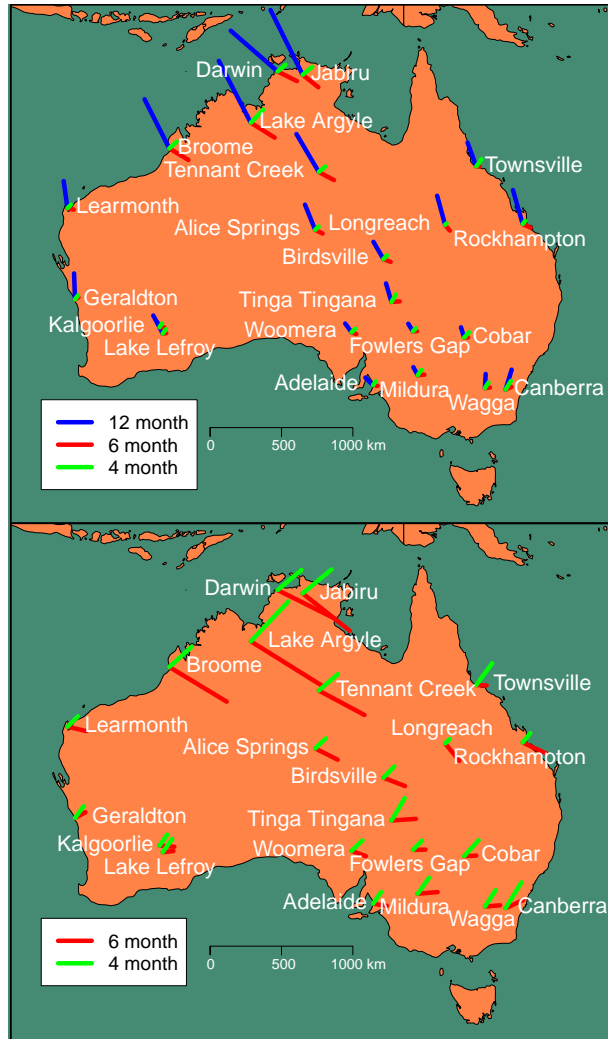 Darwin
Jabiru
Lake Argyle
Broome
Tennant Creek
Townsville
Learmonth
Alice Springs
Longreach
Rockhampton
Birdsville
Geraldton
Tinga Tingana
Kalgoorlie
Woomera
Cobar
Lake Lefroy
Fowlers Gap
Adelaide
Mildura
Wagga
Canberra
12 month
6 month
4 month
0 500 1000 km
Darwin
Jabiru
Lake Argyle
Broome
Tennant Creek
Townsville
Learmonth
Longreach
Alice Springs
Rockhampton
Birdsville
Geraldton
Tinga Tingana
Kalgoorlie
Woomera
Cobar
Lake Lefroy
Fowlers Gap
Adelaide
Mildura
Wagga
Canberra
6 month
4 month
0 500 1000 km